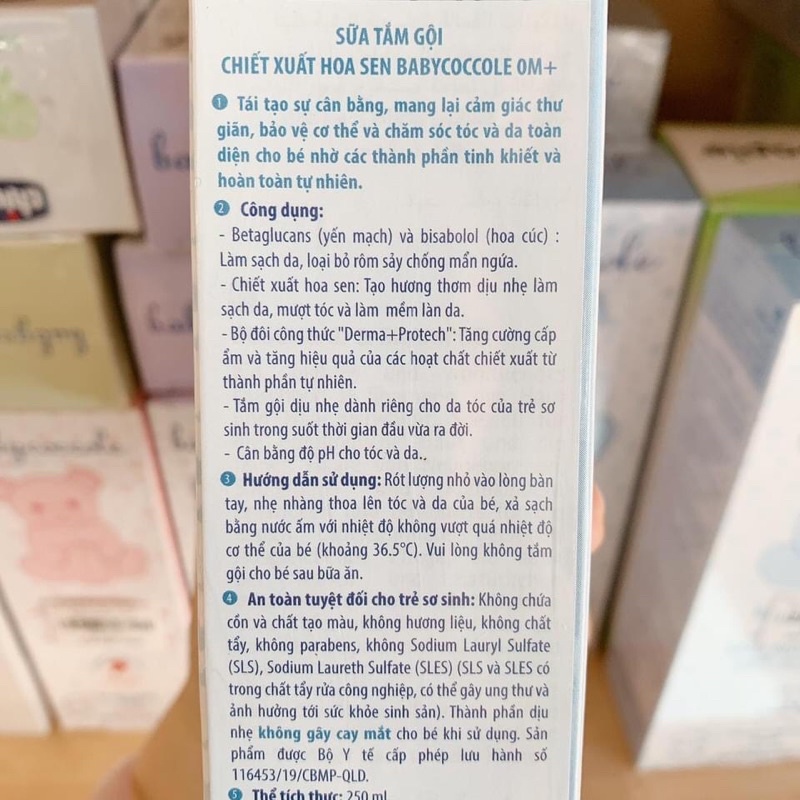 SỮA TẮM GỘI
CHIẾT XUẤT HOA SEN BABYCOCCOLE 0M+
1 Tái tạo sự cân bằng, mang lại cảm giác thư
giãn, bảo vệ cơ thể và chăm sóc tóc và da toàn
diện cho bé nhờ các thành phần tinh khiết và
hoàn toàn tự nhiên.
2 Công dụng:
- Betaglucans (yến mạch) và bisabolol (hoa cúc) :
Làm sạch da, loại bỏ rôm sảy chống mẩn ngứa.
- Chiết xuất hoa sen: Tạo hương thơm dịu nhẹ làm
sạch da, mượt tóc và làm mềm làn da.
- Bộ đôi công thức "Derma+Protech": Tăng cường cấp
ẩm và tăng hiệu quả của các hoạt chất chiết xuất từ
thành phần tự nhiên.
- Tắm gội dịu nhẹ dành riêng cho da tóc của trẻ sơ
sinh trong suốt thời gian đầu vừa ra đời.
- Cân bằng độ pH cho tóc và da..
3 Hướng dẫn sử dụng: Rót lượng nhỏ vào lòng bàn
tay, nhẹ nhàng thoa lên tóc và da của bé, xả sạch
bằng nước ấm với nhiệt độ không vượt quá nhiệt độ
cơ thể của bé (khoảng 36.5°C). Vui lòng không tắm
gội cho bé sau bữa ăn.
4 An toàn tuyệt đối cho trẻ sơ sinh: Không chứa
cồn và chất tạo màu, không hương liệu, không chất
tẩy, không parabens, không Sodium Lauryl Sulfate
(SLS), Sodium Laureth Sulfate (SLES) (SLS và SLES có
trong chất tẩy rửa công nghiệp, có thể gây ung thư và
ảnh hưởng tới sức khỏe sinh sản). Thành phần dịu
nhẹ không gây cay mắt cho bé khi sử dụng. Sản
phẩm được Bộ Y tế cấp phép lưu hành số
116453/19/CBMP-QLD.
5 Thể tích thực: 250 ml